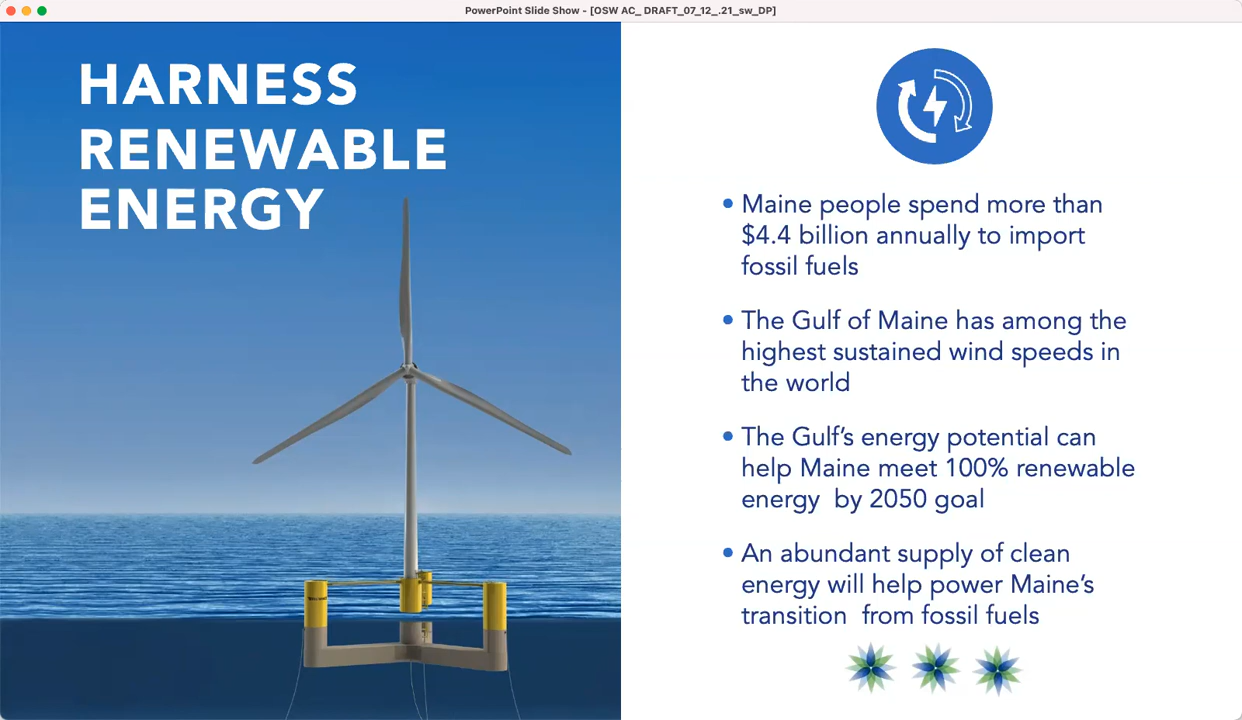 PowerPoint Slide Show - [OSW AC_ DRAFT_07_12_.21_sw_DP]
HARNESS
RENEWABLE
ENERGY
• Maine people spend more than
$4.4 billion annually to import
fossil fuels
• The Gulf of Maine has among the
highest sustained wind speeds in
the world
• The Gulf’s energy potential can
help Maine meet 100% renewable
energy  by 2050 goal
• An abundant supply of clean
energy will help power Maine’s
transition  from fossil fuels